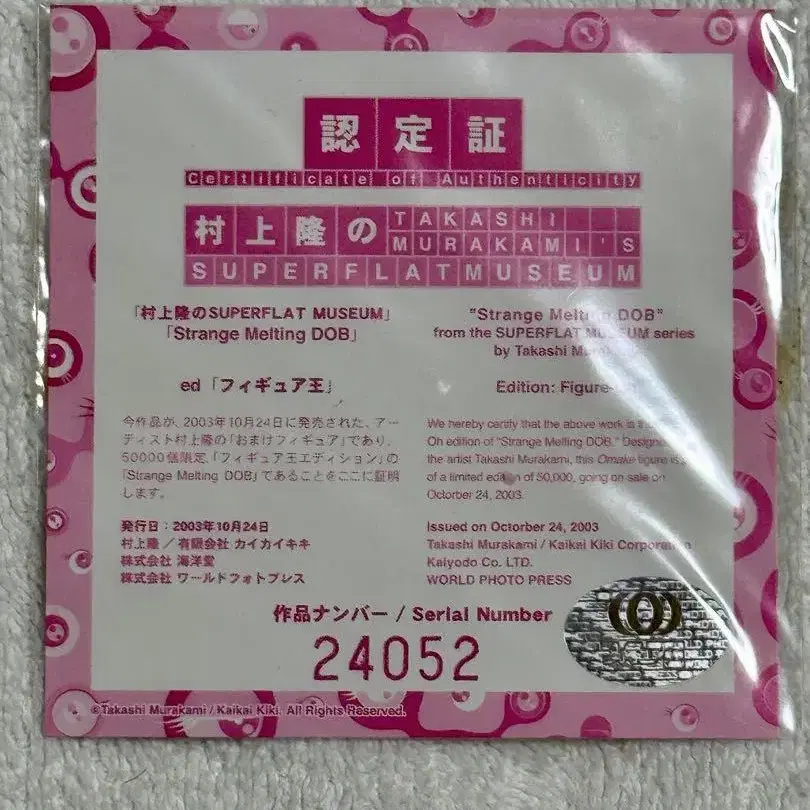 認定証
Certificate of Authenticity
村上隆の
TAKASHI
MURAKAMI'S
SUPERFLATMUSEUM
「村上隆のSUPERFLAT MUSEUM」
「Strange Melting DOB」
ed「フィギュア王」
今作品が、2003年10月24日に発売された、アー
ティスト村上隆の「おまけフィギュア」であり、
50000個限定、「フィギュア王エディション」の
「Strange Melting DOB」であることをここに証明
します。
発行日：2003年10月24日
村上隆／有限会社 カイカイキキ
株式会社 海洋堂
株式会社 ワールドフォトプレス
"Strange Melting DOB"
from the SUPERFLAT MUSEUM series
by Takashi
Edition:
We hereby certify that the above work is
Oh edition of "Strange Melting DOB."
the artist Takashi Murakami, this Omake figure is
of a limited edition of 50,000, going on sale on
Octorber 24, 2003.
Issued on Octorber 24, 2003
Takashi Murakami / Kaikai Kiki Corporation
Kaiyodo Co. LTD.
WORLD PHOTO PRESS
作品ナンバー / Serial Number
24052
©Takashi Murakami / Kaikai Kiki. All Rights Reserved.